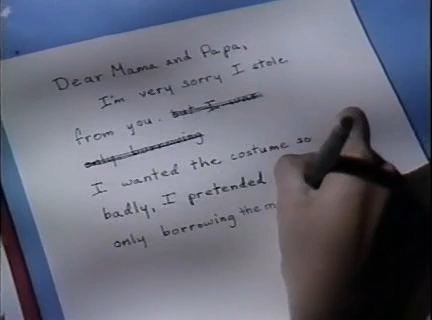 Dear Mama and Papa,
I'm very sorry I stole
from you. but I was
only borrowing
I wanted the costume so
badly, I pretended
only borrowing the m